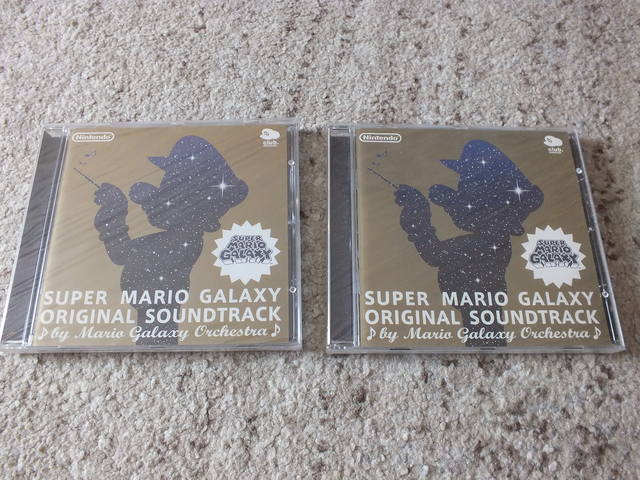 Nintendo
club.
SUPER
MARIO
GALAXY
SUPER MARIO GALAXY
ORIGINAL SOUNDTRACK
♪by Mario Galaxy Orchestra♪
Nintendo
club.
SUPER
MARIO
GALAXY
SUPER MARIO GALAXY
ORIGINAL SOUNDTRACK
♪by Mario Galaxy Orchestra♪